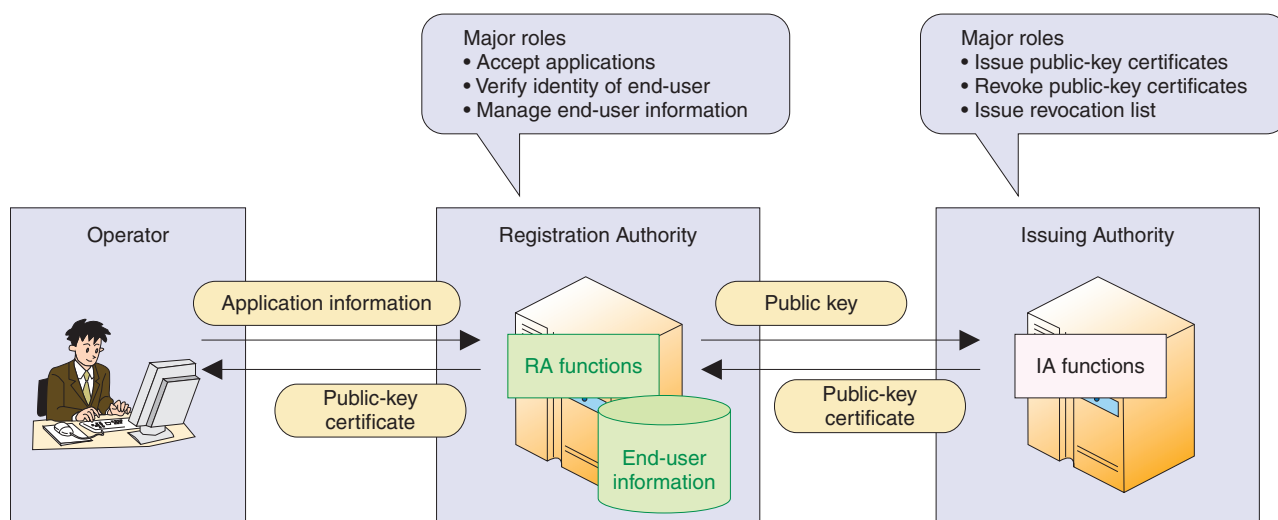 Major roles
• Accept applications
• Verify identity of end-user
• Manage end-user information
Major roles
• Issue public-key certificates
• Revoke public-key certificates
• Issue revocation list
Operator
Registration Authority
Issuing Authority
Application information
Public key
RA functions
IA functions
Public-key
certificate
Public-key
certificate
End-user
information